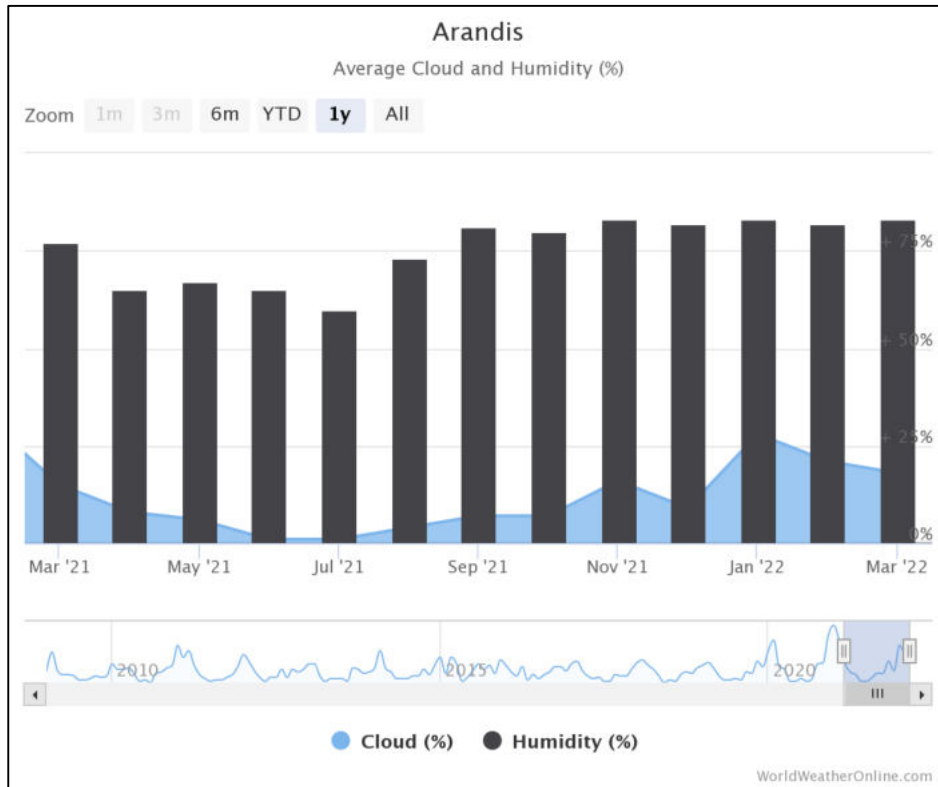 Arandis
Average Cloud and Humidity (%)
Zoom 1m 3m 6m YTD 1y All
+ 75%
+ 50%
+ 25%
0%
Mar '21 May '21 Jul '21 Sep '21 Nov '21 Jan '22 Mar '22
2010 2015 2020
Cloud (%) Humidity (%)
WorldWeatherOnline.com